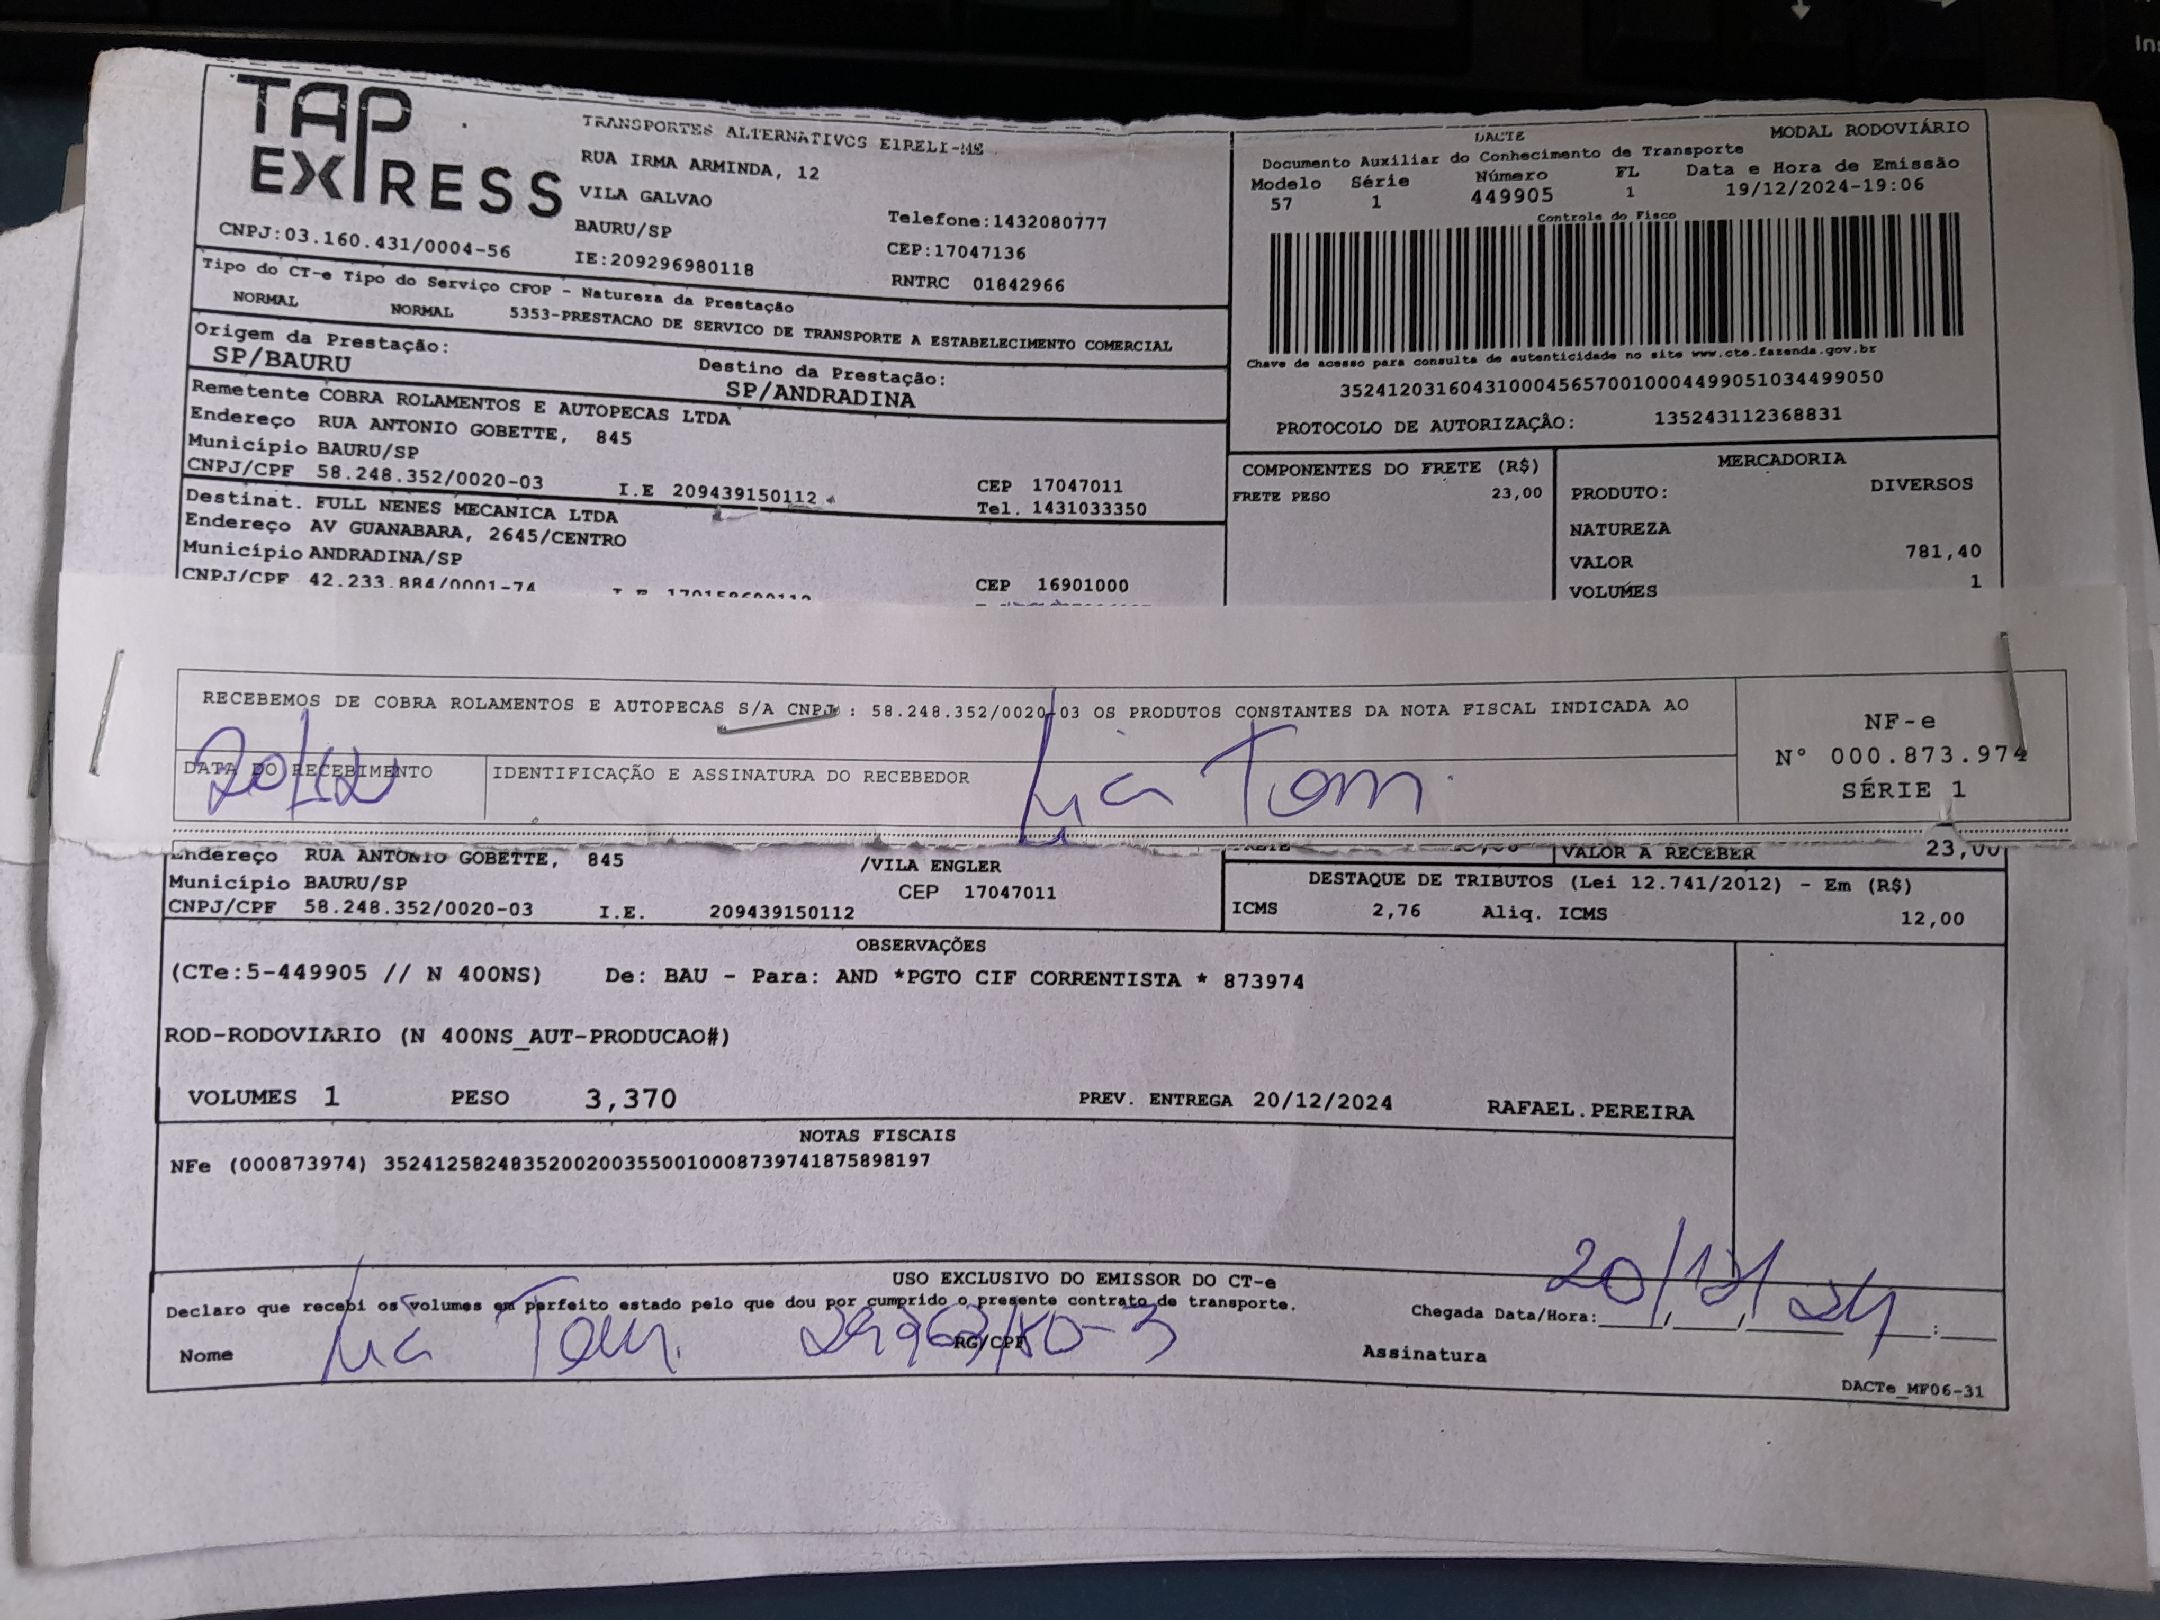 TAP EXPRESS
TRANSPORTES ALTERNATIVOS EIRELI-ME
RUA IRMA ARMINDA, 12
VILA GALVAO
BAURU/SP
Telefone:1432080777
CNPJ:03.160.431/0004-56
IE:209296980118
CEP:17047136
RNTRC 01842966
Tipo do CT-e Tipo do Serviço CFOP - Natureza da Prestação
NORMAL NORMAL 5353-PRESTACAO DE SERVICO DE TRANSPORTE A ESTABELECIMENTO COMERCIAL
Origem da Prestação:
SP/BAURU
Destino da Prestação:
SP/ANDRADINA
Remetente COBRA ROLAMENTOS E AUTOPECAS LTDA
Endereço RUA ANTONIO GOBETTE, 845
Município BAURU/SP
CNPJ/CPF 58.248.352/0020-03 I.E 209439150112
CEP 17047011
Tel. 1431033350
Destinat. FULL NENES MECANICA LTDA
Endereço AV GUANABARA, 2645/CENTRO
Município ANDRADINA/SP
CNPJ/CPF 42.233.884/0001-74
CEP 16901000
DACTE MODAL RODOVIÁRIO
Documento Auxiliar do Conhecimento de Transporte
Modelo Série Número FL Data e Hora de Emissão
57 1 449905 1 19/12/2024-19:06
Controle do Fisco
Chave de acesso para consulta de autenticidade no site www.cte.fazenda.gov.br
35241203160431000456570010004499051034499050
PROTOCOLO DE AUTORIZAÇÂO: 135243112368831
COMPONENTES DO FRETE (R$)
FRETE PESO 23,00
MERCADORIA
PRODUTO: DIVERSOS
NATUREZA
VALOR 781,40
VOLUMES 1
RECEBEMOS DE COBRA ROLAMENTOS E AUTOPECAS S/A CNPJ : 58.248.352/0020-03 OS PRODUTOS CONSTANTES DA NOTA FISCAL INDICADA AO
DATA DO RECEBIMENTO
20/12
IDENTIFICAÇÃO E ASSINATURA DO RECEBEDOR
NF-e
N° 000.873.974
SÉRIE 1
Endereço RUA ANTONIO GOBETTE, 845 /VILA ENGLER
Município BAURU/SP CEP 17047011
CNPJ/CPF 58.248.352/0020-03 I.E. 209439150112
FRETE
VALOR A RECEBER 23,00
DESTAQUE DE TRIBUTOS (Lei 12.741/2012) - Em (R$)
ICMS 2,76 Aliq. ICMS 12,00
OBSERVAÇÕES
(CTe:5-449905 // N 400NS) De: BAU - Para: AND *PGTO CIF CORRENTISTA * 873974
ROD-RODOVIARIO (N 400NS_AUT-PRODUCAO#)
VOLUMES 1 PESO 3,370 PREV. ENTREGA 20/12/2024 RAFAEL.PEREIRA
NOTAS FISCAIS
NFe (000873974) 35241258248352002003550010008739741875898197
USO EXCLUSIVO DO EMISSOR DO CT-e
Declaro que recebi os volumes em perfeito estado pelo que dou por cumprido o presente contrato de transporte.
Chegada Data/Hora: 20/12/24
Nome RG/CPF
Assinatura
DACTe_MF06-31